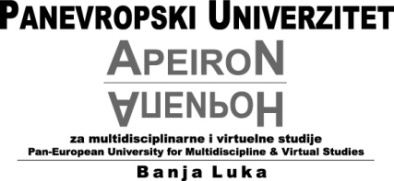 PANEVROPSKI UNIVERZITET
APEIRON
АПЕИРОН
za multidisciplinarne i virtuelne studije
Pan-European University for Multidiscipline & Virtual Studies
Banja Luka